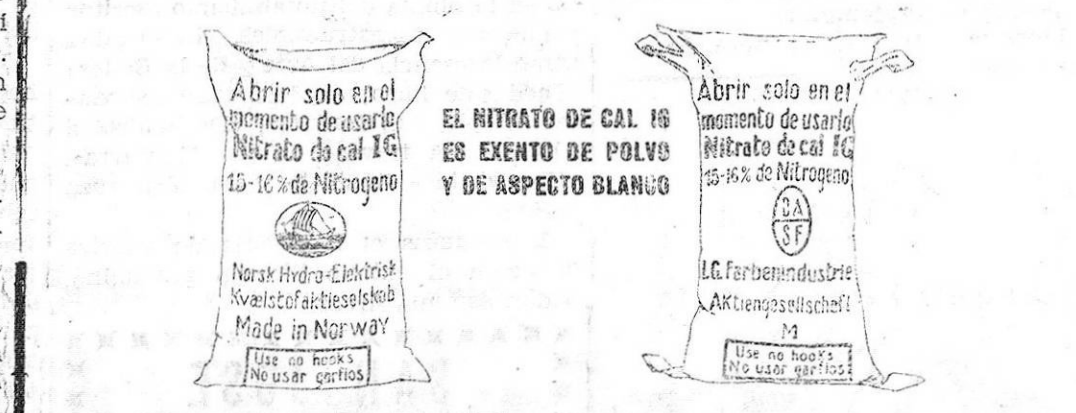 Abrir solo en el
momento de usarlo
Nitrato de cal IG
15-16% de Nitrogeno
Norsk Hydro-Elektrisk
Kvælstofaktieselskab
Made in Norway
Use no hooks
No usar garfios
EL NITRATO DE CAL IG
ES EXENTO DE POLVO
Y DE ASPECTO BLANCO
Abrir solo en el
momento de usarlo
Nitrato de cal IG
15-16% de Nitrogeno
BA
SF
I.G. Farbenindustrie
Aktiengesellschaft
M
Use no hooks
No usar garfios